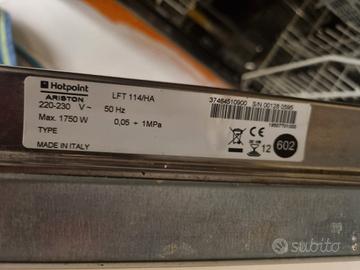 Hotpoint
ARISTON
LFT 114/HA
220-230 V~ 50 Hz
Max. 1750 W
0,05 ÷ 1MPa
TYPE
MADE IN ITALY
37464510900 S/N 00128 0595
12
602
subito